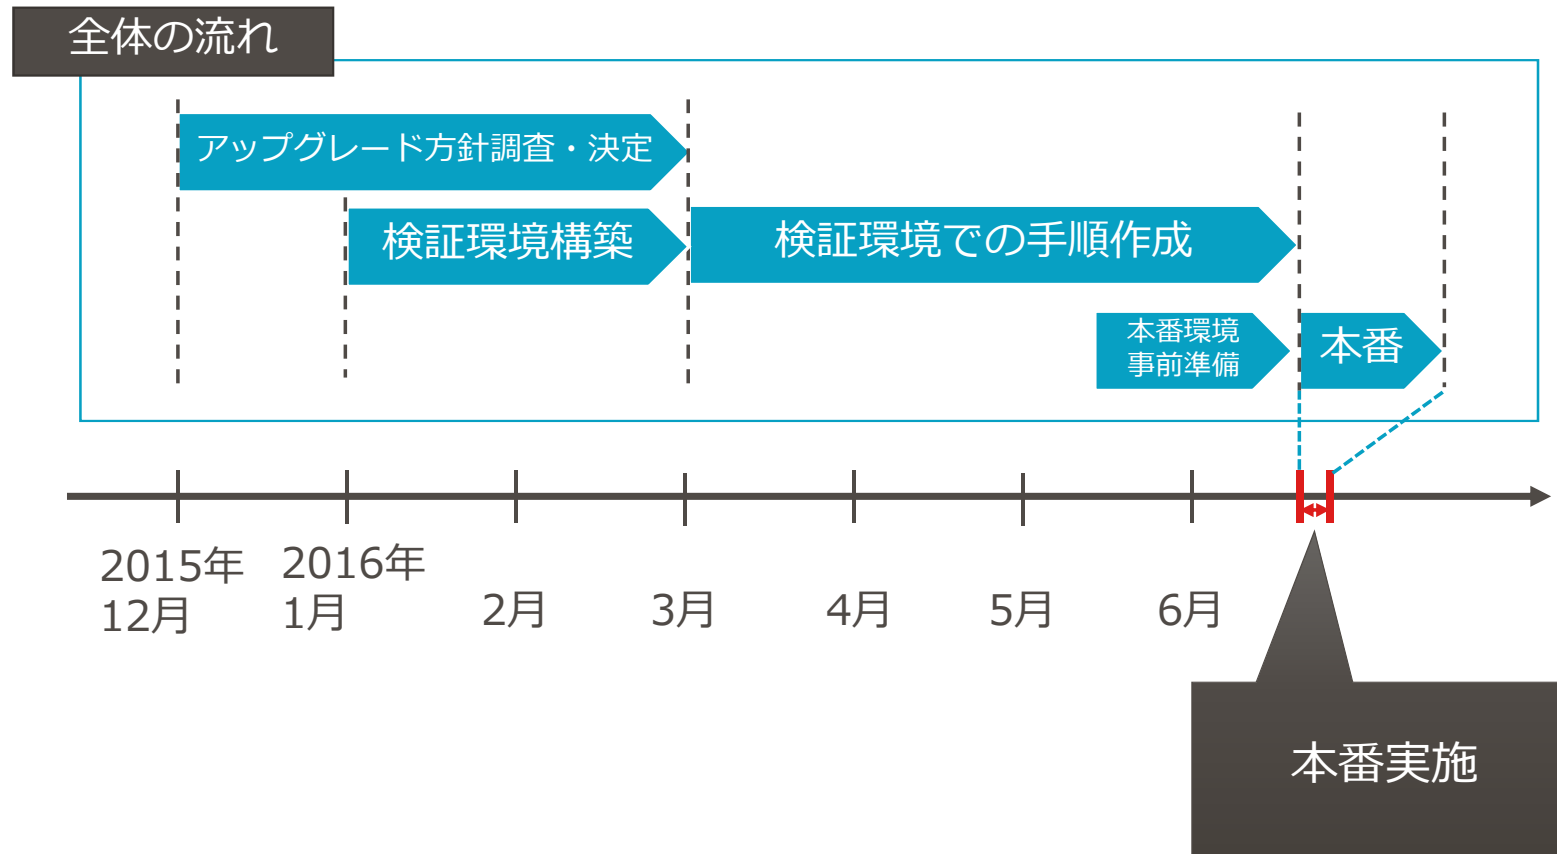 全体の流れ
アップグレード方針調査・決定
検証環境構築
検証環境での手順作成
本番環境
事前準備
本番
2015年
12月
2016年
1月
2月
3月
4月
5月
6月
本番実施